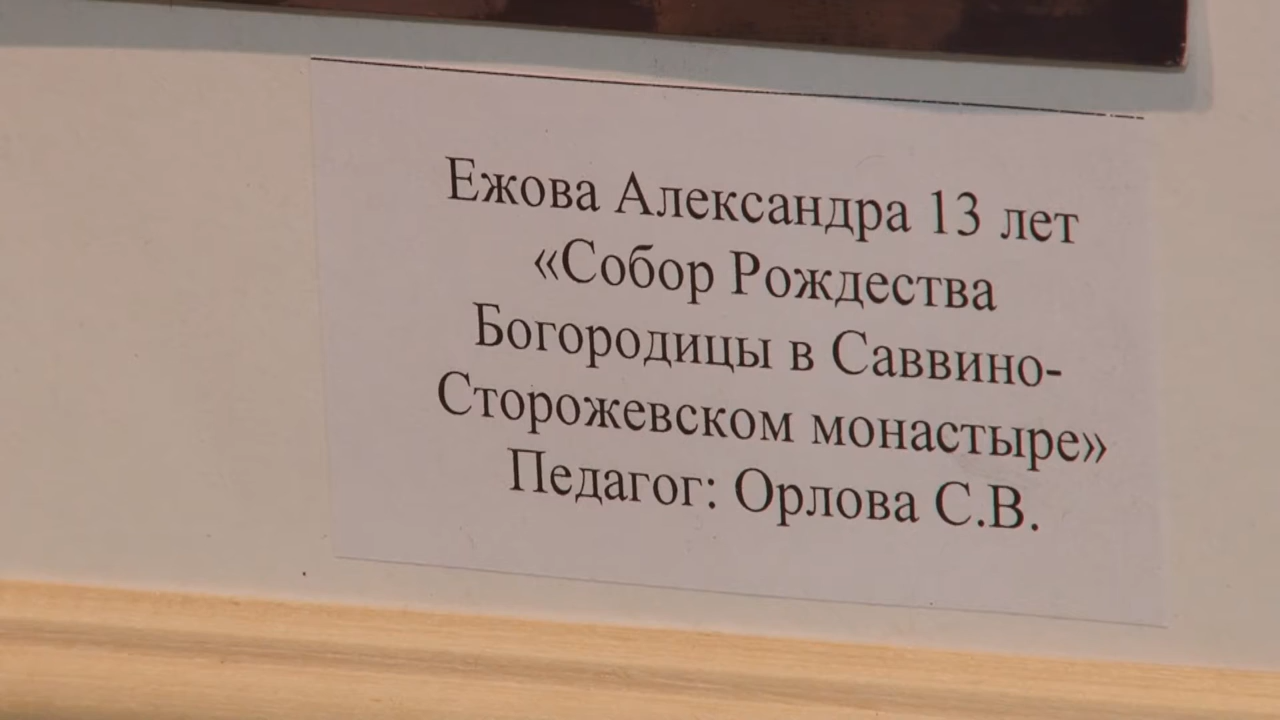 Ежова Александра 13 лет
«Собор Рождества
Богородицы в Саввино-
Сторожевском монастыре»
Педагог: Орлова С.В.